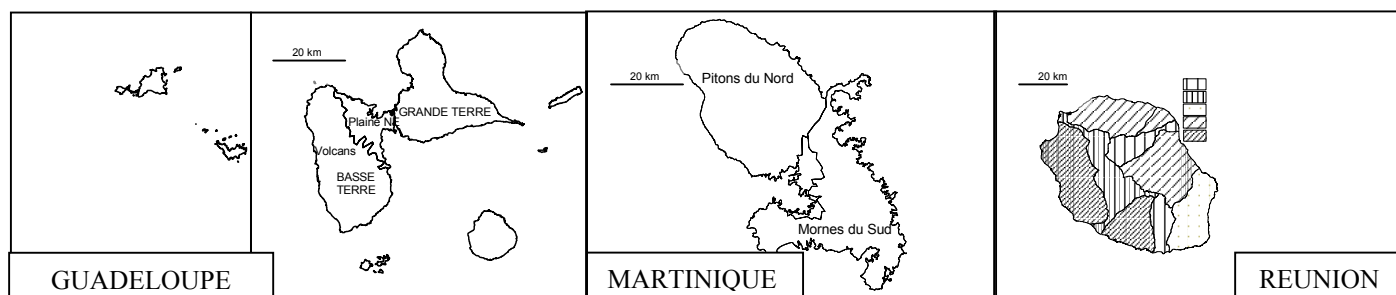 20 km
GRANDE TERRE
Plaine NE
Volcans
BASSE
TERRE
GUADELOUPE
20 km
Pitons du Nord
Mornes du Sud
MARTINIQUE
20 km
REUNION